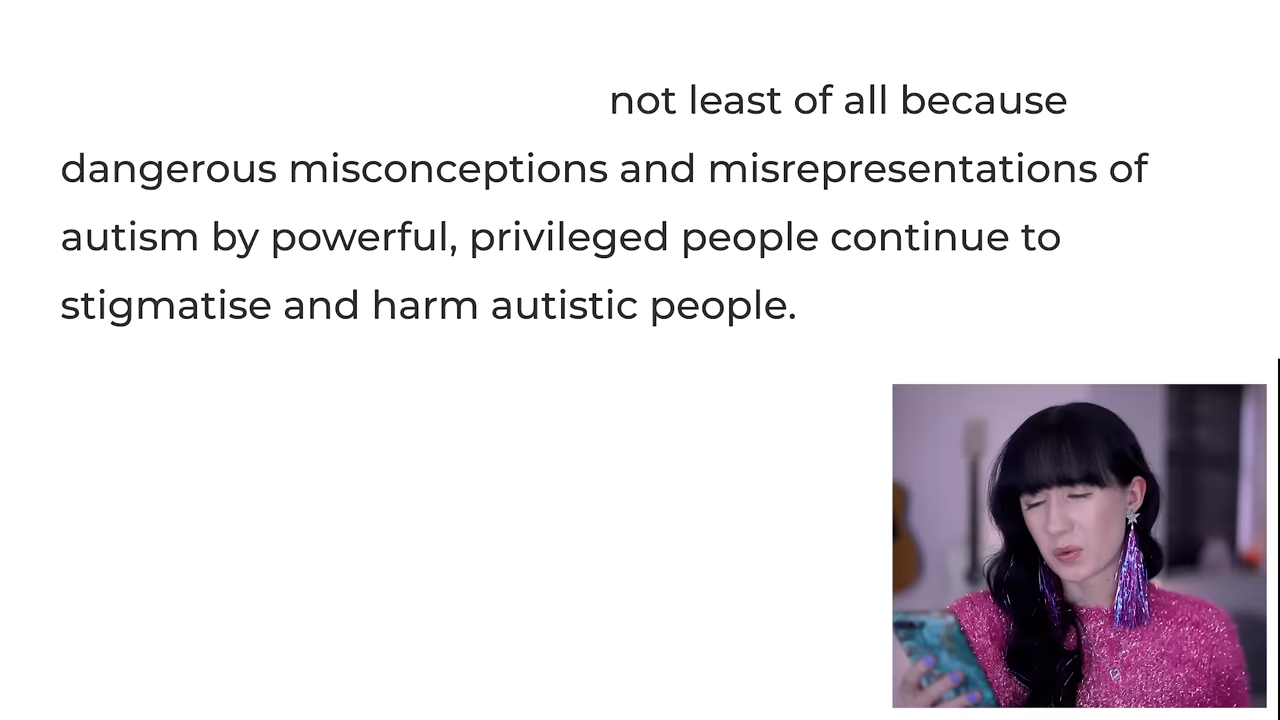 not least of all because
dangerous misconceptions and misrepresentations of
autism by powerful, privileged people continue to
stigmatise and harm autistic people.